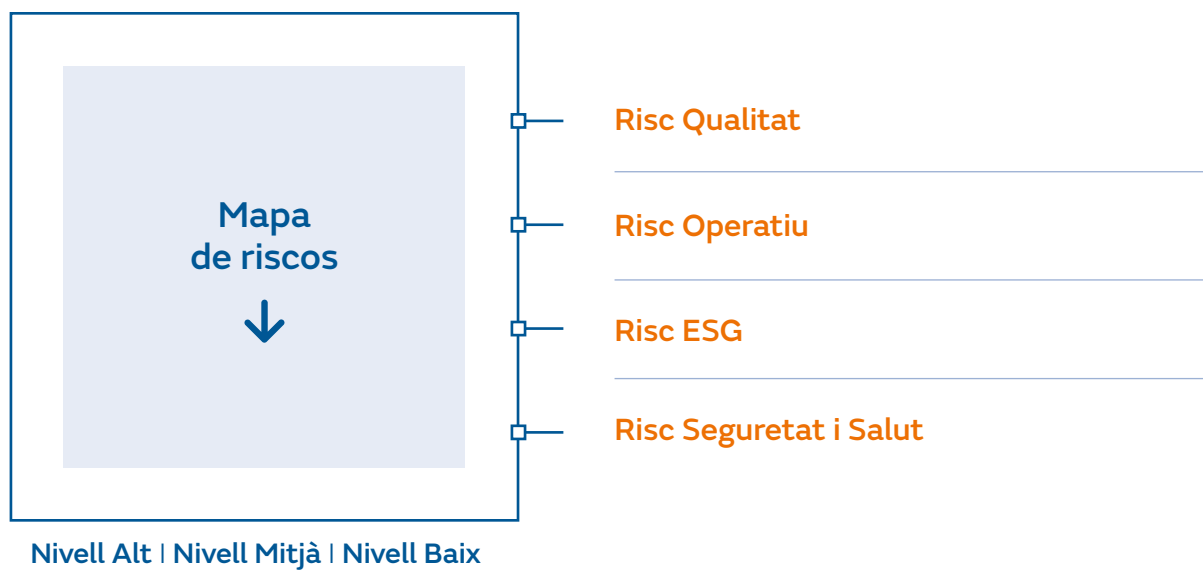 Mapa
de riscos
Risc Qualitat
Risc Operatiu
Risc ESG
Risc Seguretat i Salut
Nivell Alt | Nivell Mitjà | Nivell Baix